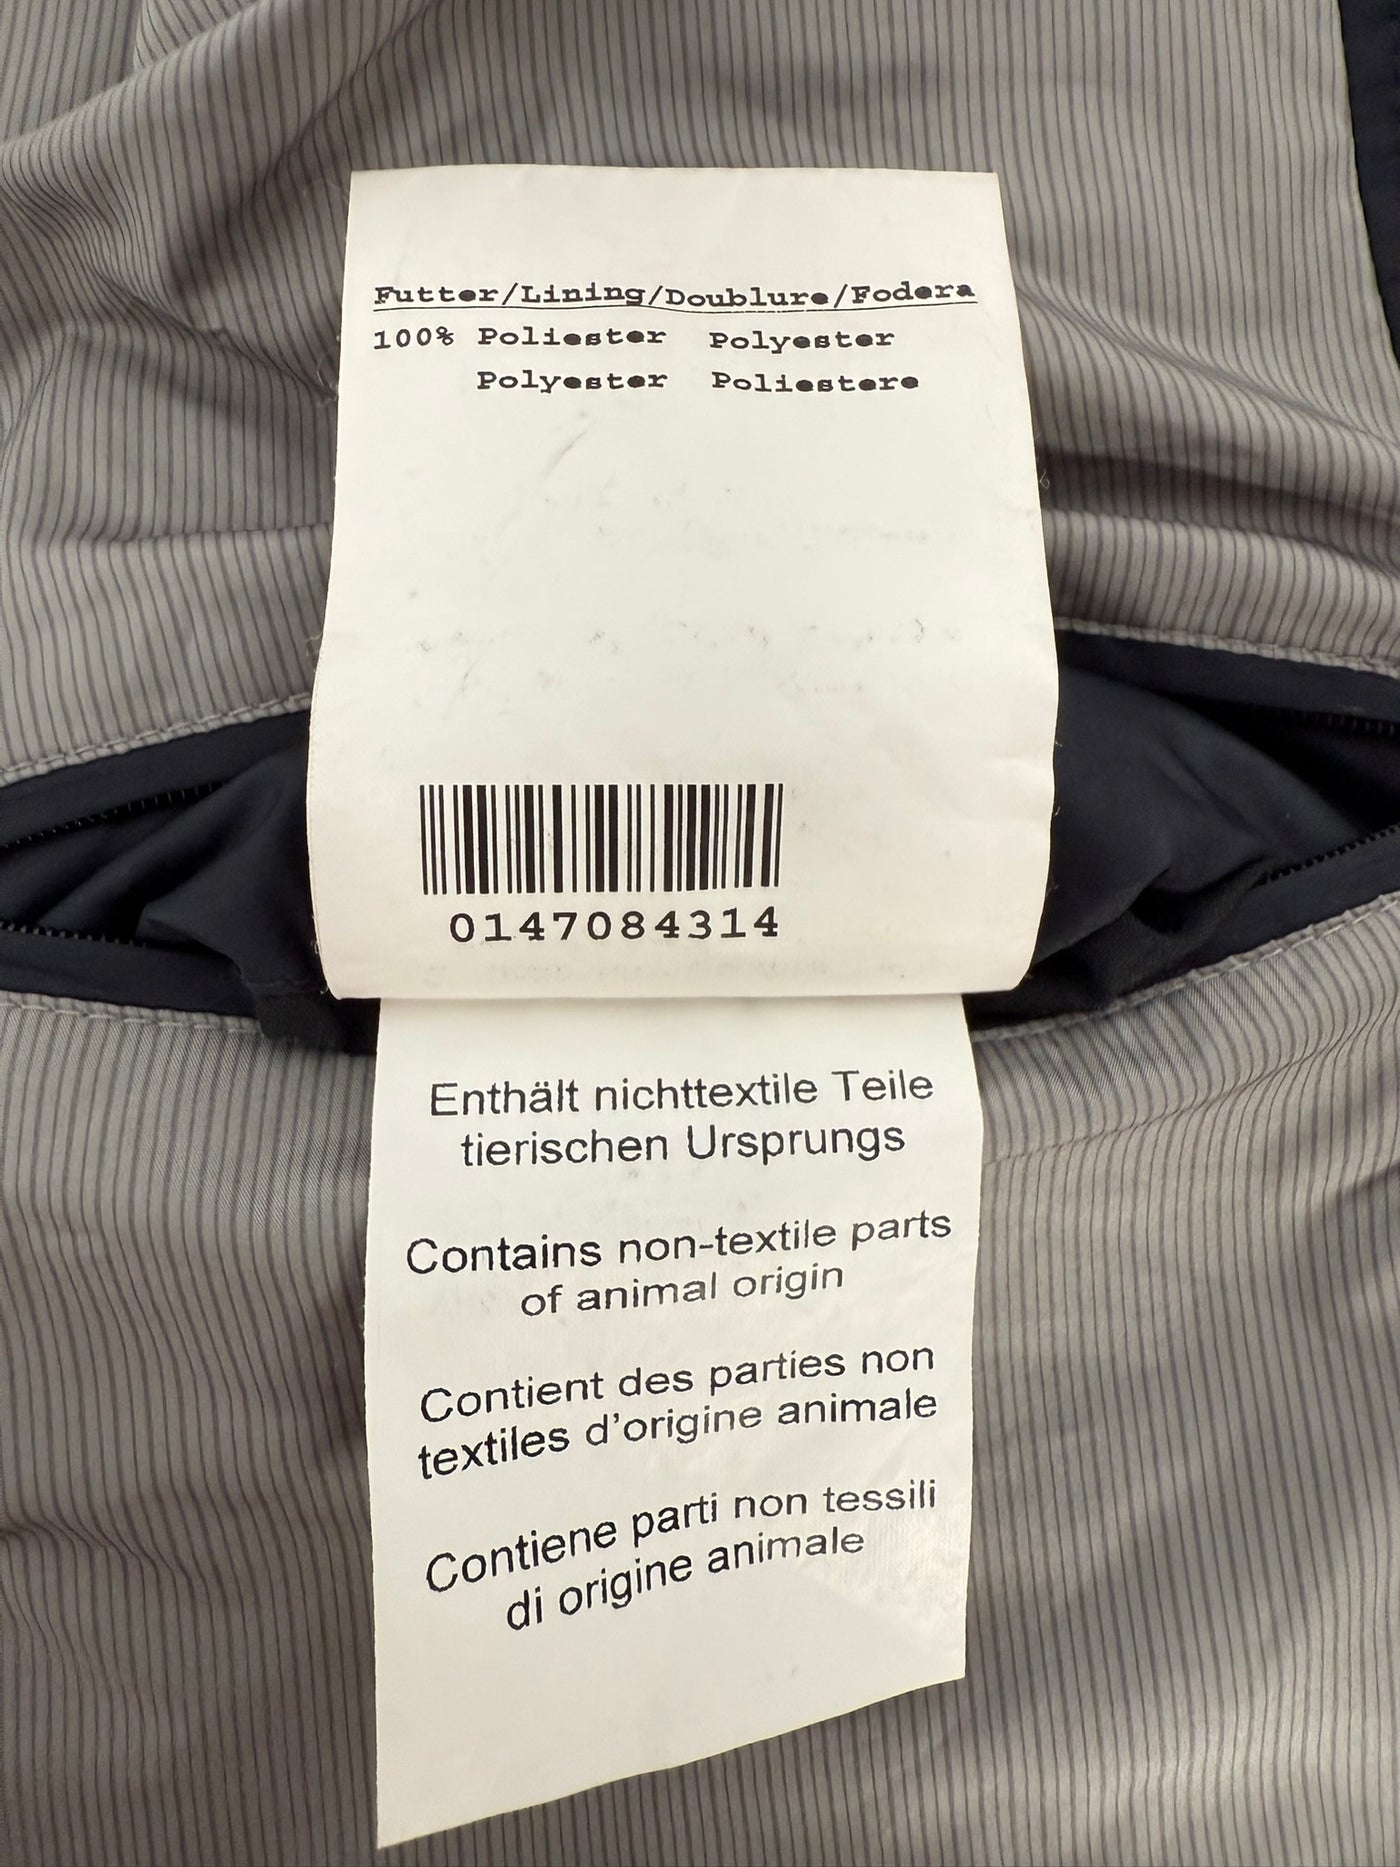 Futter/Lining/Doublure/Fodera
100% Poliester Polyester
Polyester Poliestere
0147084314
Enthält nichttextile Teile
tierischen Ursprungs
Contains non-textile parts
of animal origin
Contient des parties non
textiles d'origine animale
Contiene parti non tessili
di origine animale